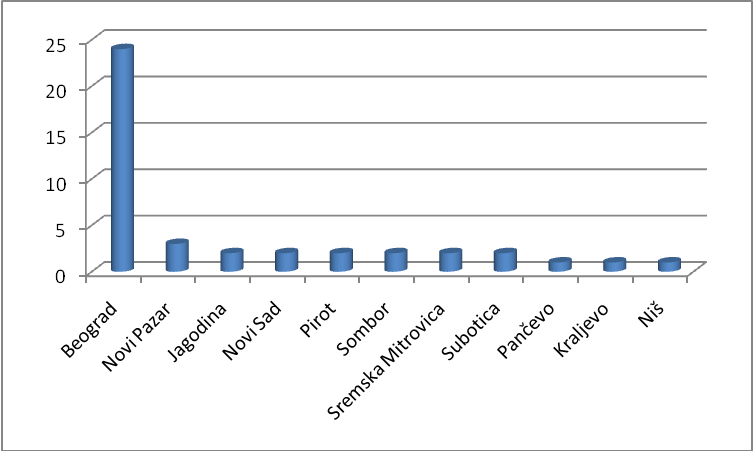 25
20
15
10
5
0
Beograd
Novi Pazar
Jagodina
Novi Sad
Pirot
Sombor
Sremska Mitrovica
Subotica
Pančevo
Kraljevo
Niš